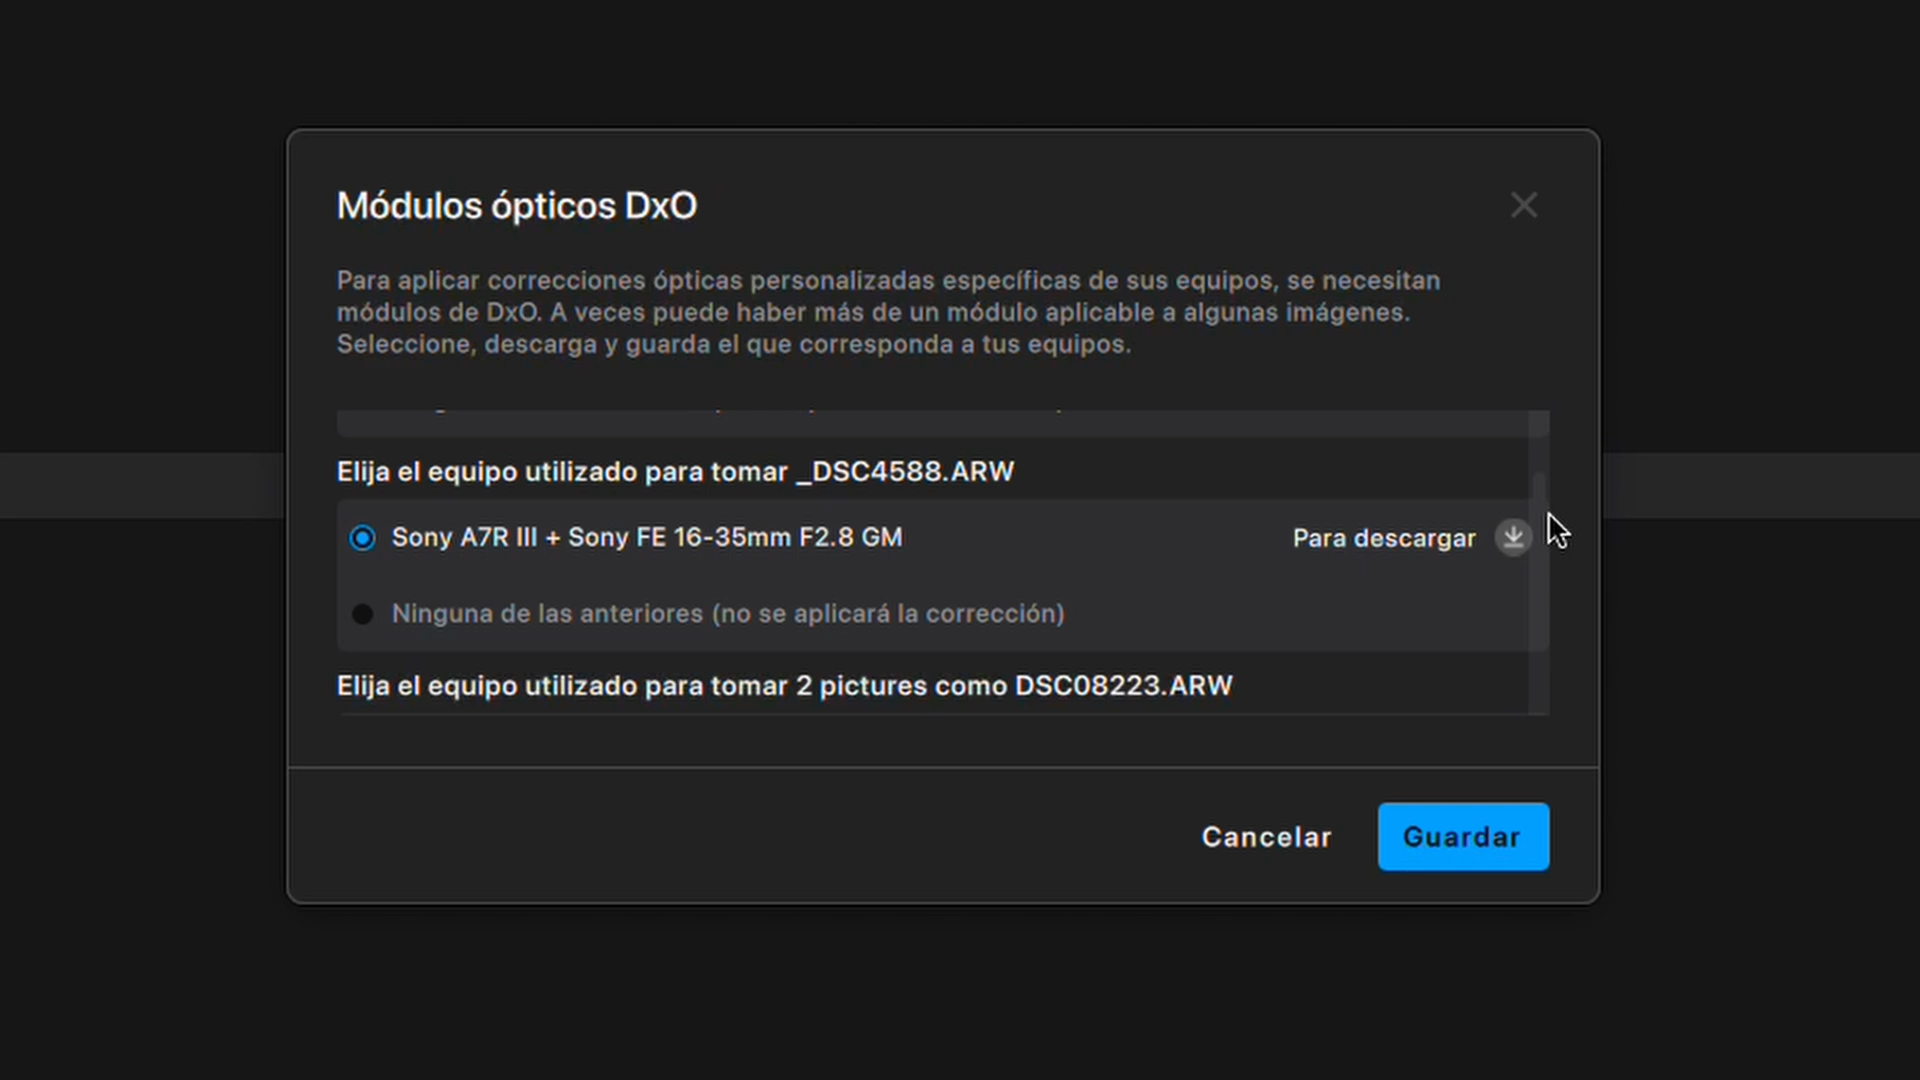 Módulos ópticos DxO
Para aplicar correcciones ópticas personalizadas específicas de sus equipos, se necesitan
módulos de DxO. A veces puede haber más de un módulo aplicable a algunas imágenes.
Seleccione, descarga y guarda el que corresponda a tus equipos.
Elija el equipo utilizado para tomar _DSC4588.ARW
Sony A7R III + Sony FE 16-35mm F2.8 GM Para descargar
Ninguna de las anteriores (no se aplicará la corrección)
Elija el equipo utilizado para tomar 2 pictures como DSC08223.ARW
Cancelar Guardar